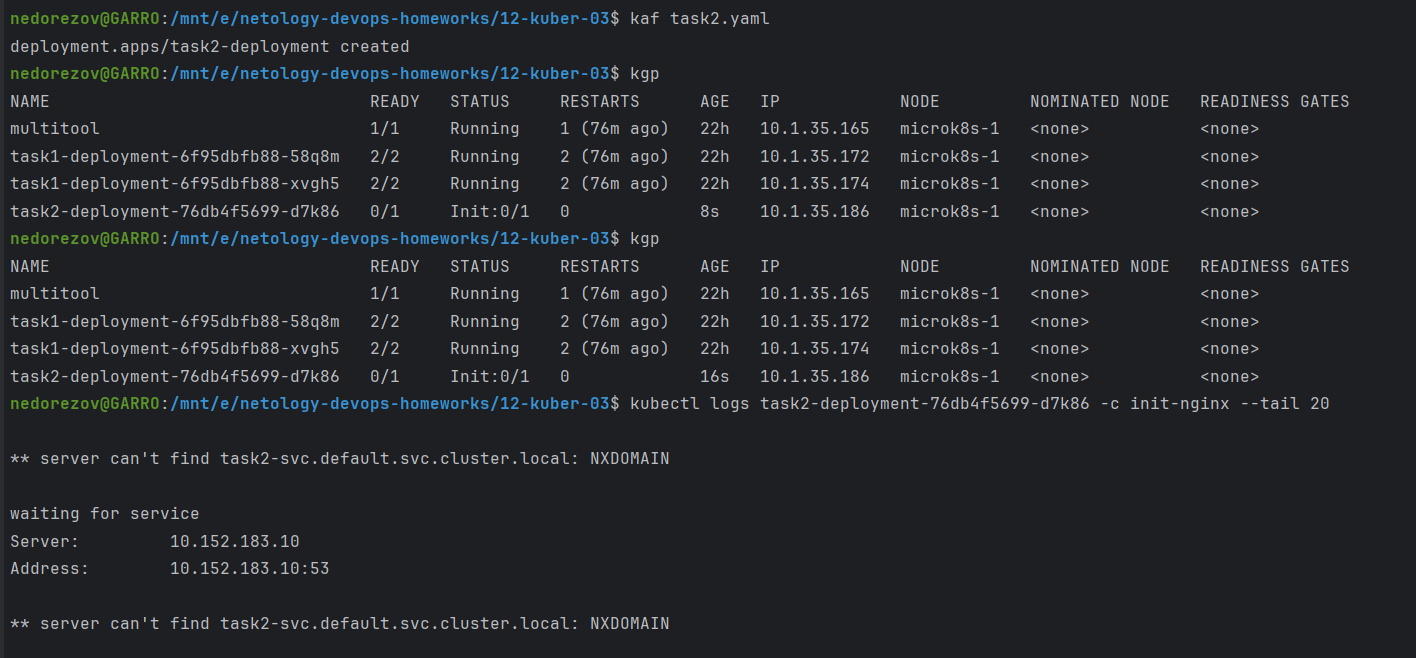 nedorezov@GARRO:/mnt/e/netology-devops-homeworks/12-kuber-03$ kaf task2.yaml
deployment.apps/task2-deployment created
nedorezov@GARRO:/mnt/e/netology-devops-homeworks/12-kuber-03$ kgp
NAME                                READY   STATUS     RESTARTS      AGE   IP            NODE         NOMINATED NODE   READINESS GATES
multitool                           1/1     Running    1 (76m ago)   22h   10.1.35.165   microk8s-1   <none>           <none>
task1-deployment-6f95dbfb88-58q8m   2/2     Running    2 (76m ago)   22h   10.1.35.172   microk8s-1   <none>           <none>
task1-deployment-6f95dbfb88-xvgh5   2/2     Running    2 (76m ago)   22h   10.1.35.174   microk8s-1   <none>           <none>
task2-deployment-76db4f5699-d7k86   0/1     Init:0/1   0             8s    10.1.35.186   microk8s-1   <none>           <none>
nedorezov@GARRO:/mnt/e/netology-devops-homeworks/12-kuber-03$ kgp
NAME                                READY   STATUS     RESTARTS      AGE   IP            NODE         NOMINATED NODE   READINESS GATES
multitool                           1/1     Running    1 (76m ago)   22h   10.1.35.165   microk8s-1   <none>           <none>
task1-deployment-6f95dbfb88-58q8m   2/2     Running    2 (76m ago)   22h   10.1.35.172   microk8s-1   <none>           <none>
task1-deployment-6f95dbfb88-xvgh5   2/2     Running    2 (76m ago)   22h   10.1.35.174   microk8s-1   <none>           <none>
task2-deployment-76db4f5699-d7k86   0/1     Init:0/1   0             16s   10.1.35.186   microk8s-1   <none>           <none>
nedorezov@GARRO:/mnt/e/netology-devops-homeworks/12-kuber-03$ kubectl logs task2-deployment-76db4f5699-d7k86 -c init-nginx --tail 20
** server can't find task2-svc.default.svc.cluster.local: NXDOMAIN
waiting for service
Server:         10.152.183.10
Address:        10.152.183.10:53
** server can't find task2-svc.default.svc.cluster.local: NXDOMAIN